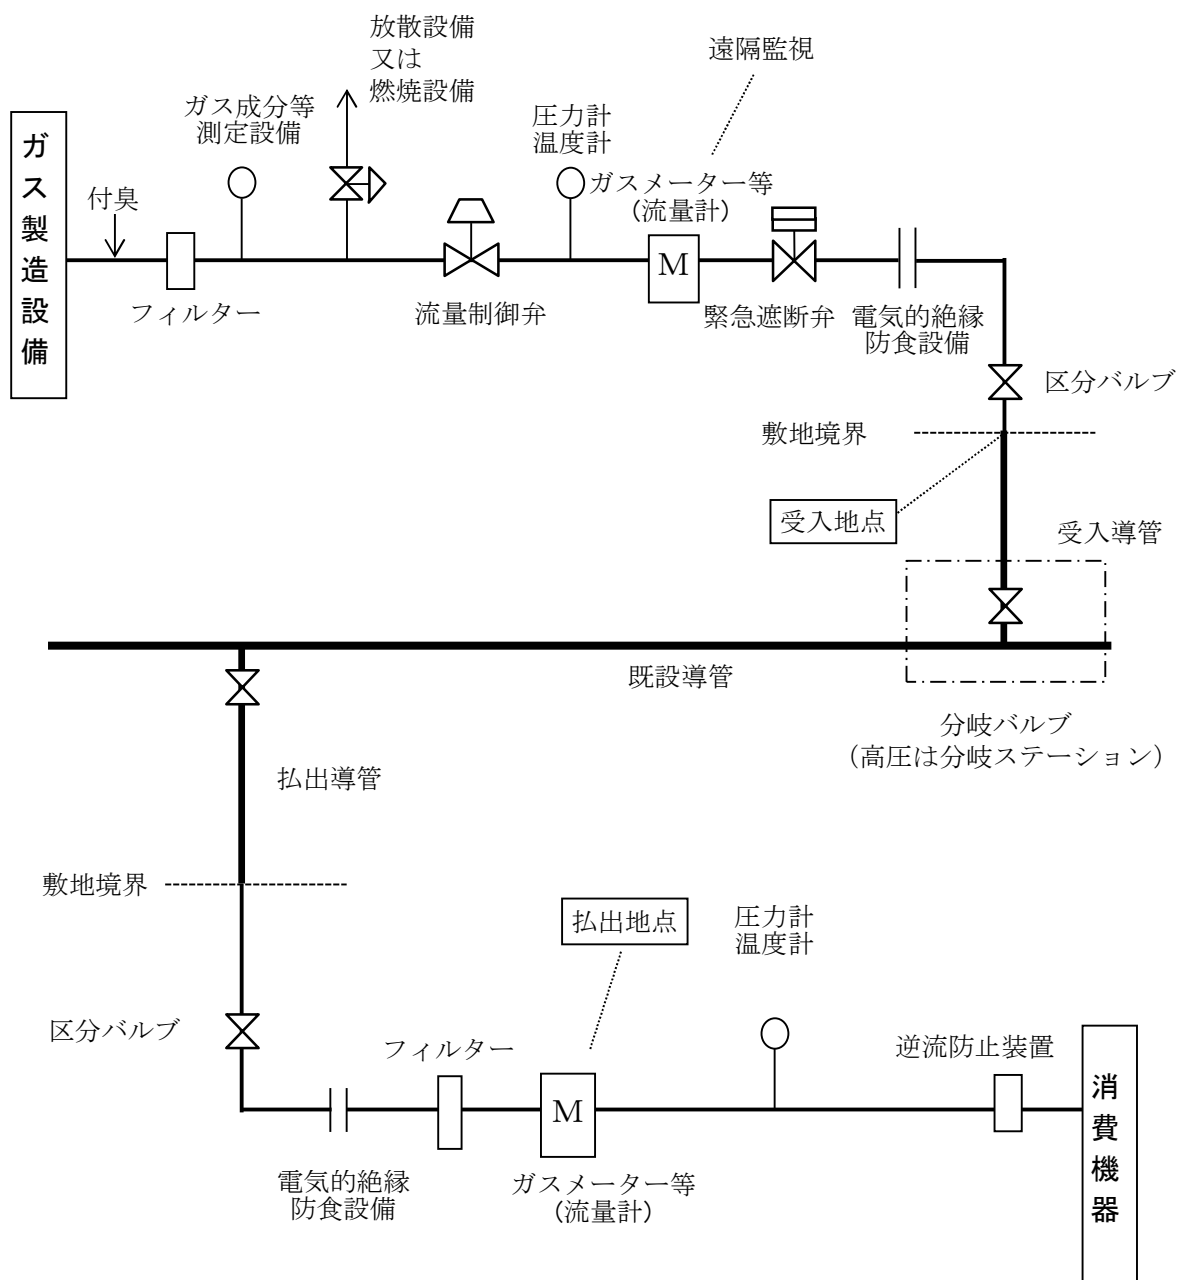 放散設備
又は
燃焼設備
遠隔監視
ガス成分等
測定設備
圧力計
温度計
ガス製造設備
付臭
ガスメーター等
（流量計）
M
フィルター
流量制御弁
緊急遮断弁
電気的絶縁
防食設備
区分バルブ
敷地境界
受入地点
受入導管
既設導管
分岐バルブ
（高圧は分岐ステーション）
払出導管
敷地境界
払出地点
圧力計
温度計
区分バルブ
フィルター
逆流防止装置
M
消費機器
電気的絶縁
防食設備
ガスメーター等
（流量計）